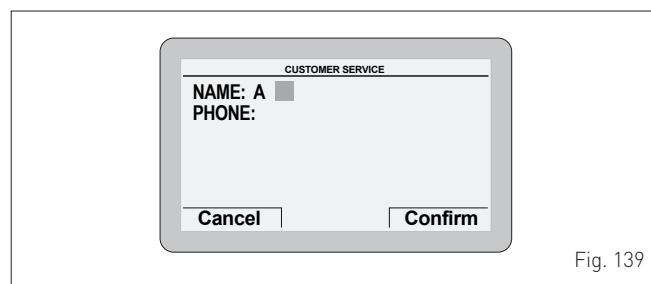 CUSTOMER SERVICE
NAME: A
PHONE:
Cancel Confirm
Fig. 139